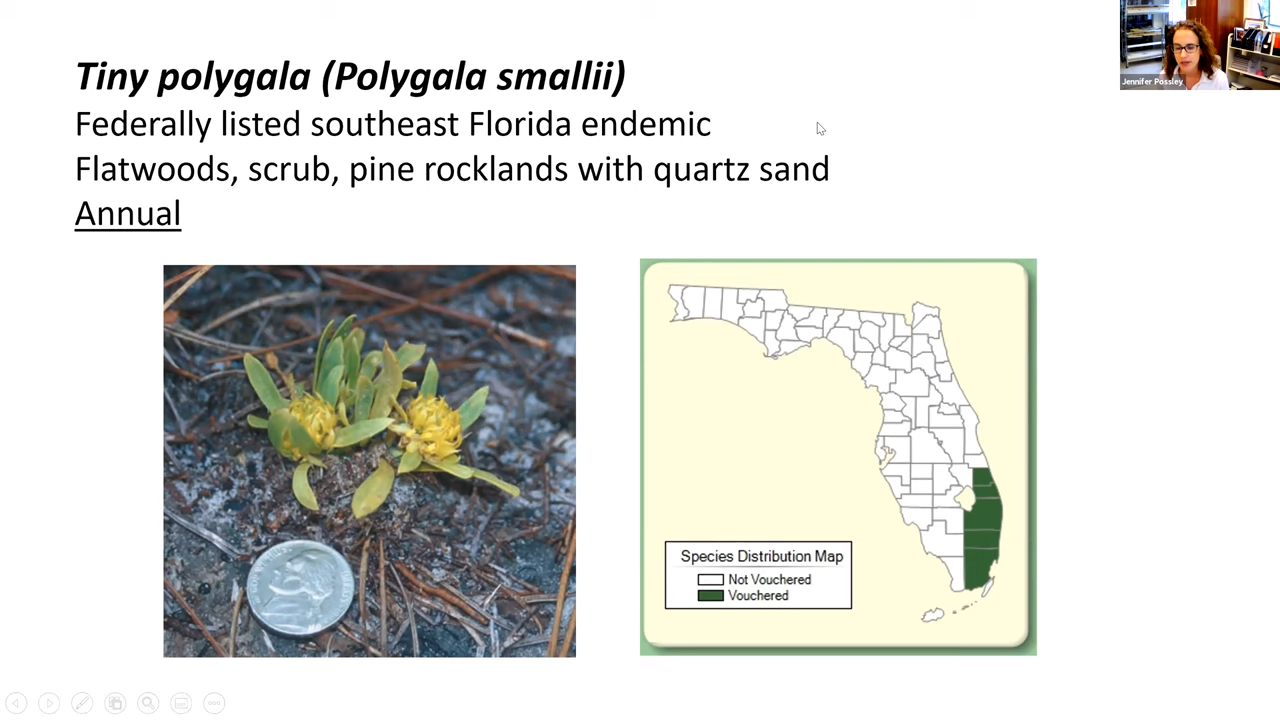 Tiny polygala (Polygala smallii)
Federally listed southeast Florida endemic
Flatwoods, scrub, pine rocklands with quartz sand
Annual
Jennifer Possley
Species Distribution Map
Not Vouchered
Vouchered